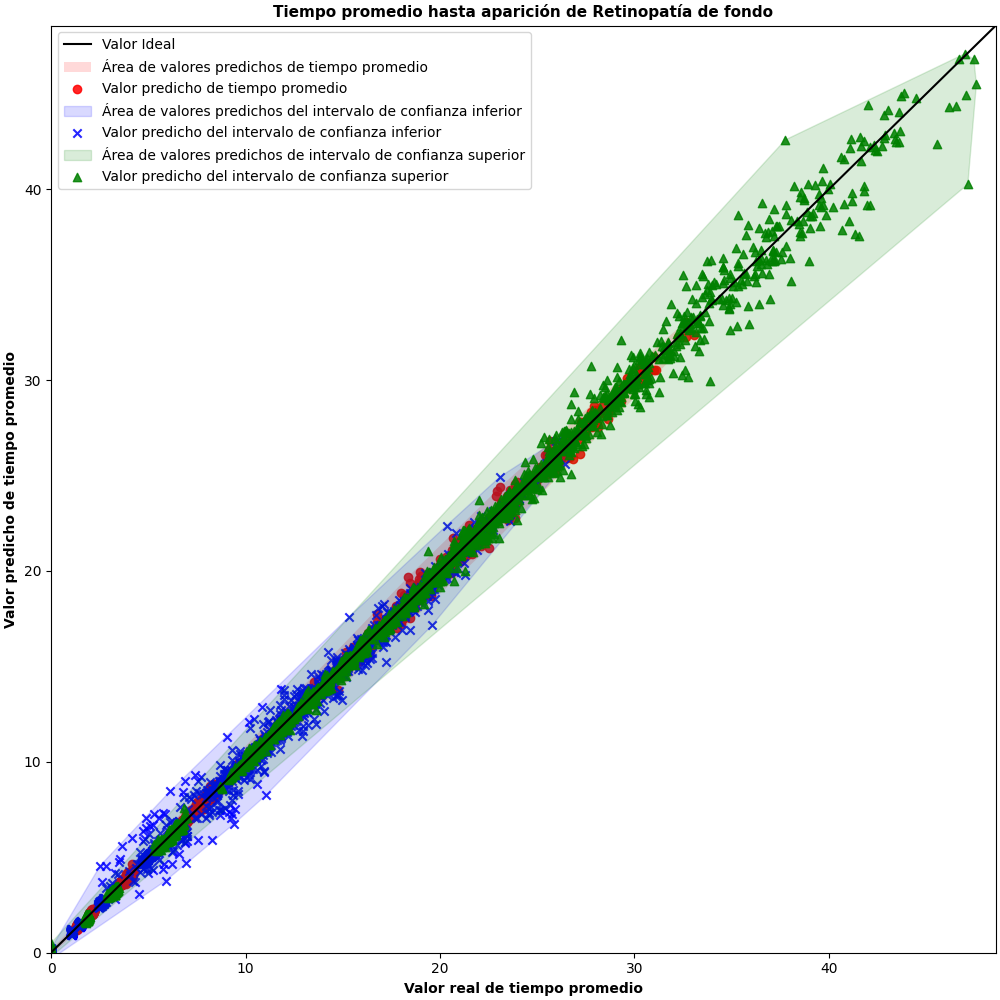 Tiempo promedio hasta aparición de Retinopatía de fondo
Valor Ideal
Área de valores predichos de tiempo promedio
Valor predicho de tiempo promedio
Área de valores predichos del intervalo de confianza inferior
Valor predicho del intervalo de confianza inferior
Área de valores predichos de intervalo de confianza superior
Valor predicho del intervalo de confianza superior
Valor predicho de tiempo promedio
40
30
20
10
0
0 10 20 30 40
Valor real de tiempo promedio